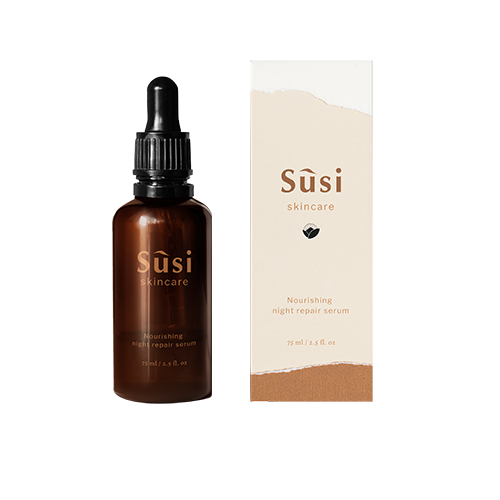 Sûsi
skincare
Nourishing
night repair serum
75 ml / 2.5 fl. oz
Sûsi
skincare
Nourishing
night repair serum
75 ml / 2.5 fl. oz